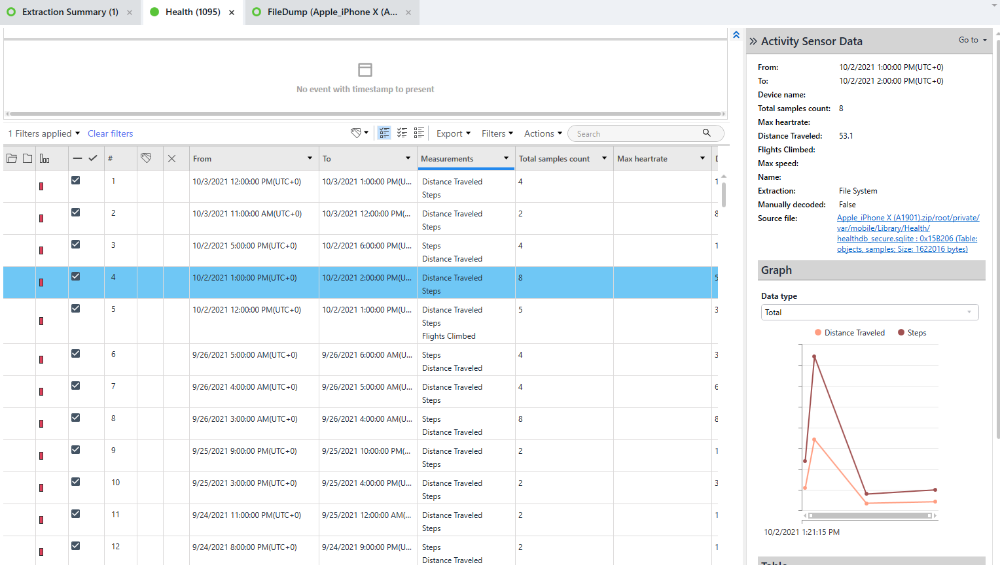 Extraction Summary (1)
Health (1095)
FileDump (Apple_iPhone X (A...
No event with timestamp to present
1 Filters applied
Clear filters
Export
Filters
Actions
Search
#
From
To
Measurements
Total samples count
Max heartrate
1
10/3/2021 12:00:00 PM(UTC+0)
10/3/2021 1:00:00 PM(U...
Distance Traveled
Steps
4
1
2
10/3/2021 11:00:00 AM(UTC+0)
10/3/2021 12:00:00 PM(...
Distance Traveled
Steps
2
8
3
10/2/2021 5:00:00 PM(UTC+0)
10/2/2021 6:00:00 PM(U...
Steps
Distance Traveled
4
1
4
10/2/2021 1:00:00 PM(UTC+0)
10/2/2021 2:00:00 PM(U...
Distance Traveled
Steps
8
5
5
10/2/2021 12:00:00 PM(UTC+0)
10/2/2021 1:00:00 PM(U...
Distance Traveled
Steps
Flights Climbed
5
3
6
9/26/2021 5:00:00 AM(UTC+0)
9/26/2021 6:00:00 AM(U...
Steps
Distance Traveled
4
3
7
9/26/2021 4:00:00 AM(UTC+0)
9/26/2021 5:00:00 AM(U...
Distance Traveled
Steps
4
6
8
9/26/2021 3:00:00 AM(UTC+0)
9/26/2021 4:00:00 AM(U...
Steps
Distance Traveled
8
8
9
9/25/2021 9:00:00 PM(UTC+0)
9/25/2021 10:00:00 PM(...
Distance Traveled
Steps
2
1
10
9/25/2021 3:00:00 PM(UTC+0)
9/25/2021 4:00:00 PM(U...
Distance Traveled
Steps
2
3
11
9/24/2021 11:00:00 PM(UTC+0)
9/25/2021 12:00:00 AM(...
Distance Traveled
Steps
2
1
12
9/24/2021 8:00:00 PM(UTC+0)
9/24/2021 9:00:00 PM(U...
Steps
Distance Traveled
2
1
Activity Sensor Data
Go to
From: 10/2/2021 1:00:00 PM(UTC+0)
To: 10/2/2021 2:00:00 PM(UTC+0)
Device name:
Total samples count: 8
Max heartrate:
Distance Traveled: 53.1
Flights Climbed:
Max speed:
Name:
Extraction: File System
Manually decoded: False
Source file: Apple_iPhone X (A1901).zip/root/private/
var/mobile/Library/Health/
healthdb_secure.sqlite : 0x15B206 (Table:
objects, samples; Size: 1622016 bytes)
Graph
Data type
Total
Distance Traveled
Steps
10/2/2021 1:21:15 PM